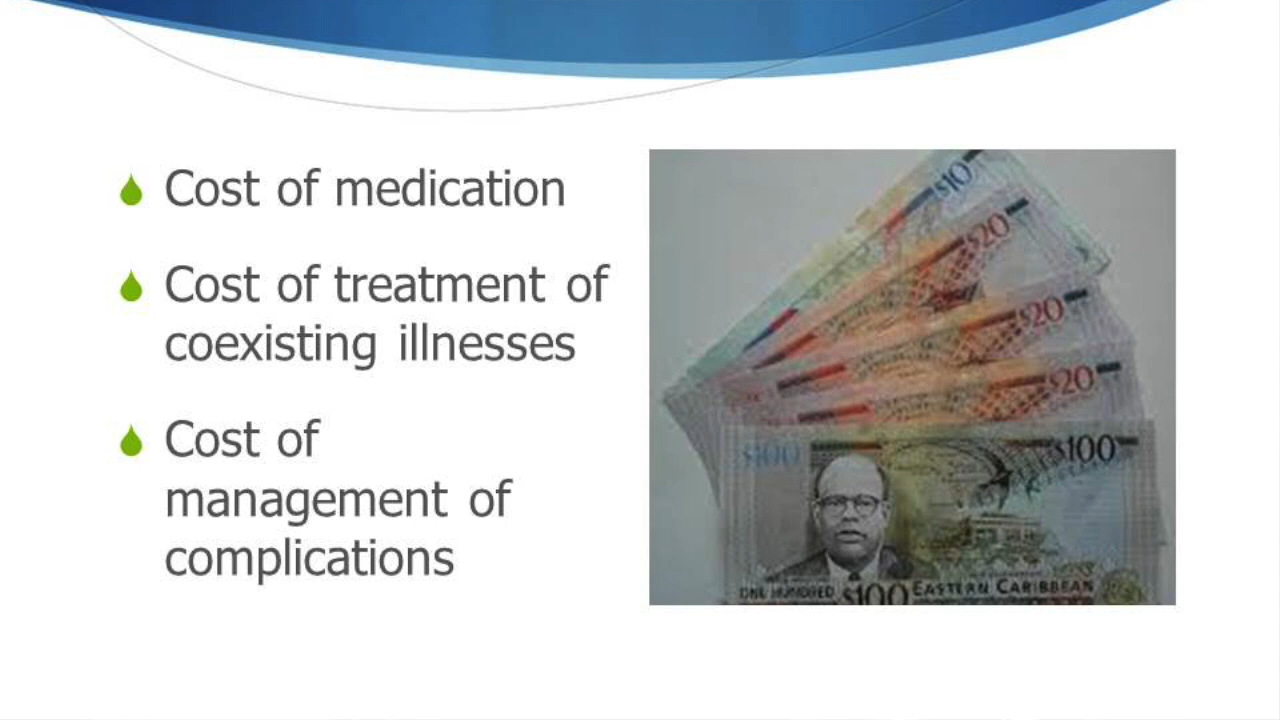 Cost of medication
Cost of treatment of
coexisting illnesses
Cost of
management of
complications
$10
$20
$20
$20
$100 $100
ONE HUNDRED $100 EASTERN CARIBBEAN